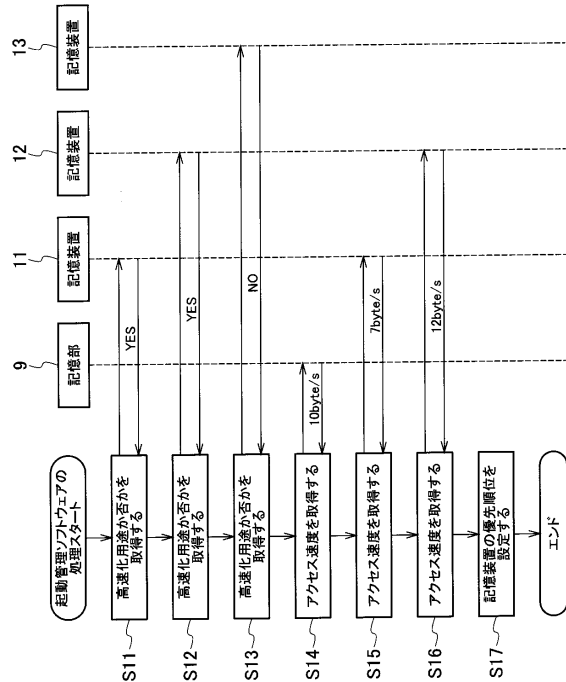 起動管理ソフトウェアの
処理スタート
9
記憶部
11
記憶装置
12
記憶装置
13
記憶装置
S11
高速化用途か否かを
取得する
YES
S12
高速化用途か否かを
取得する
YES
S13
高速化用途か否かを
取得する
NO
S14
アクセス速度を取得する
10byte/s
S15
アクセス速度を取得する
7byte/s
S16
アクセス速度を取得する
12byte/s
S17
記憶装置の優先順位を
設定する
エンド